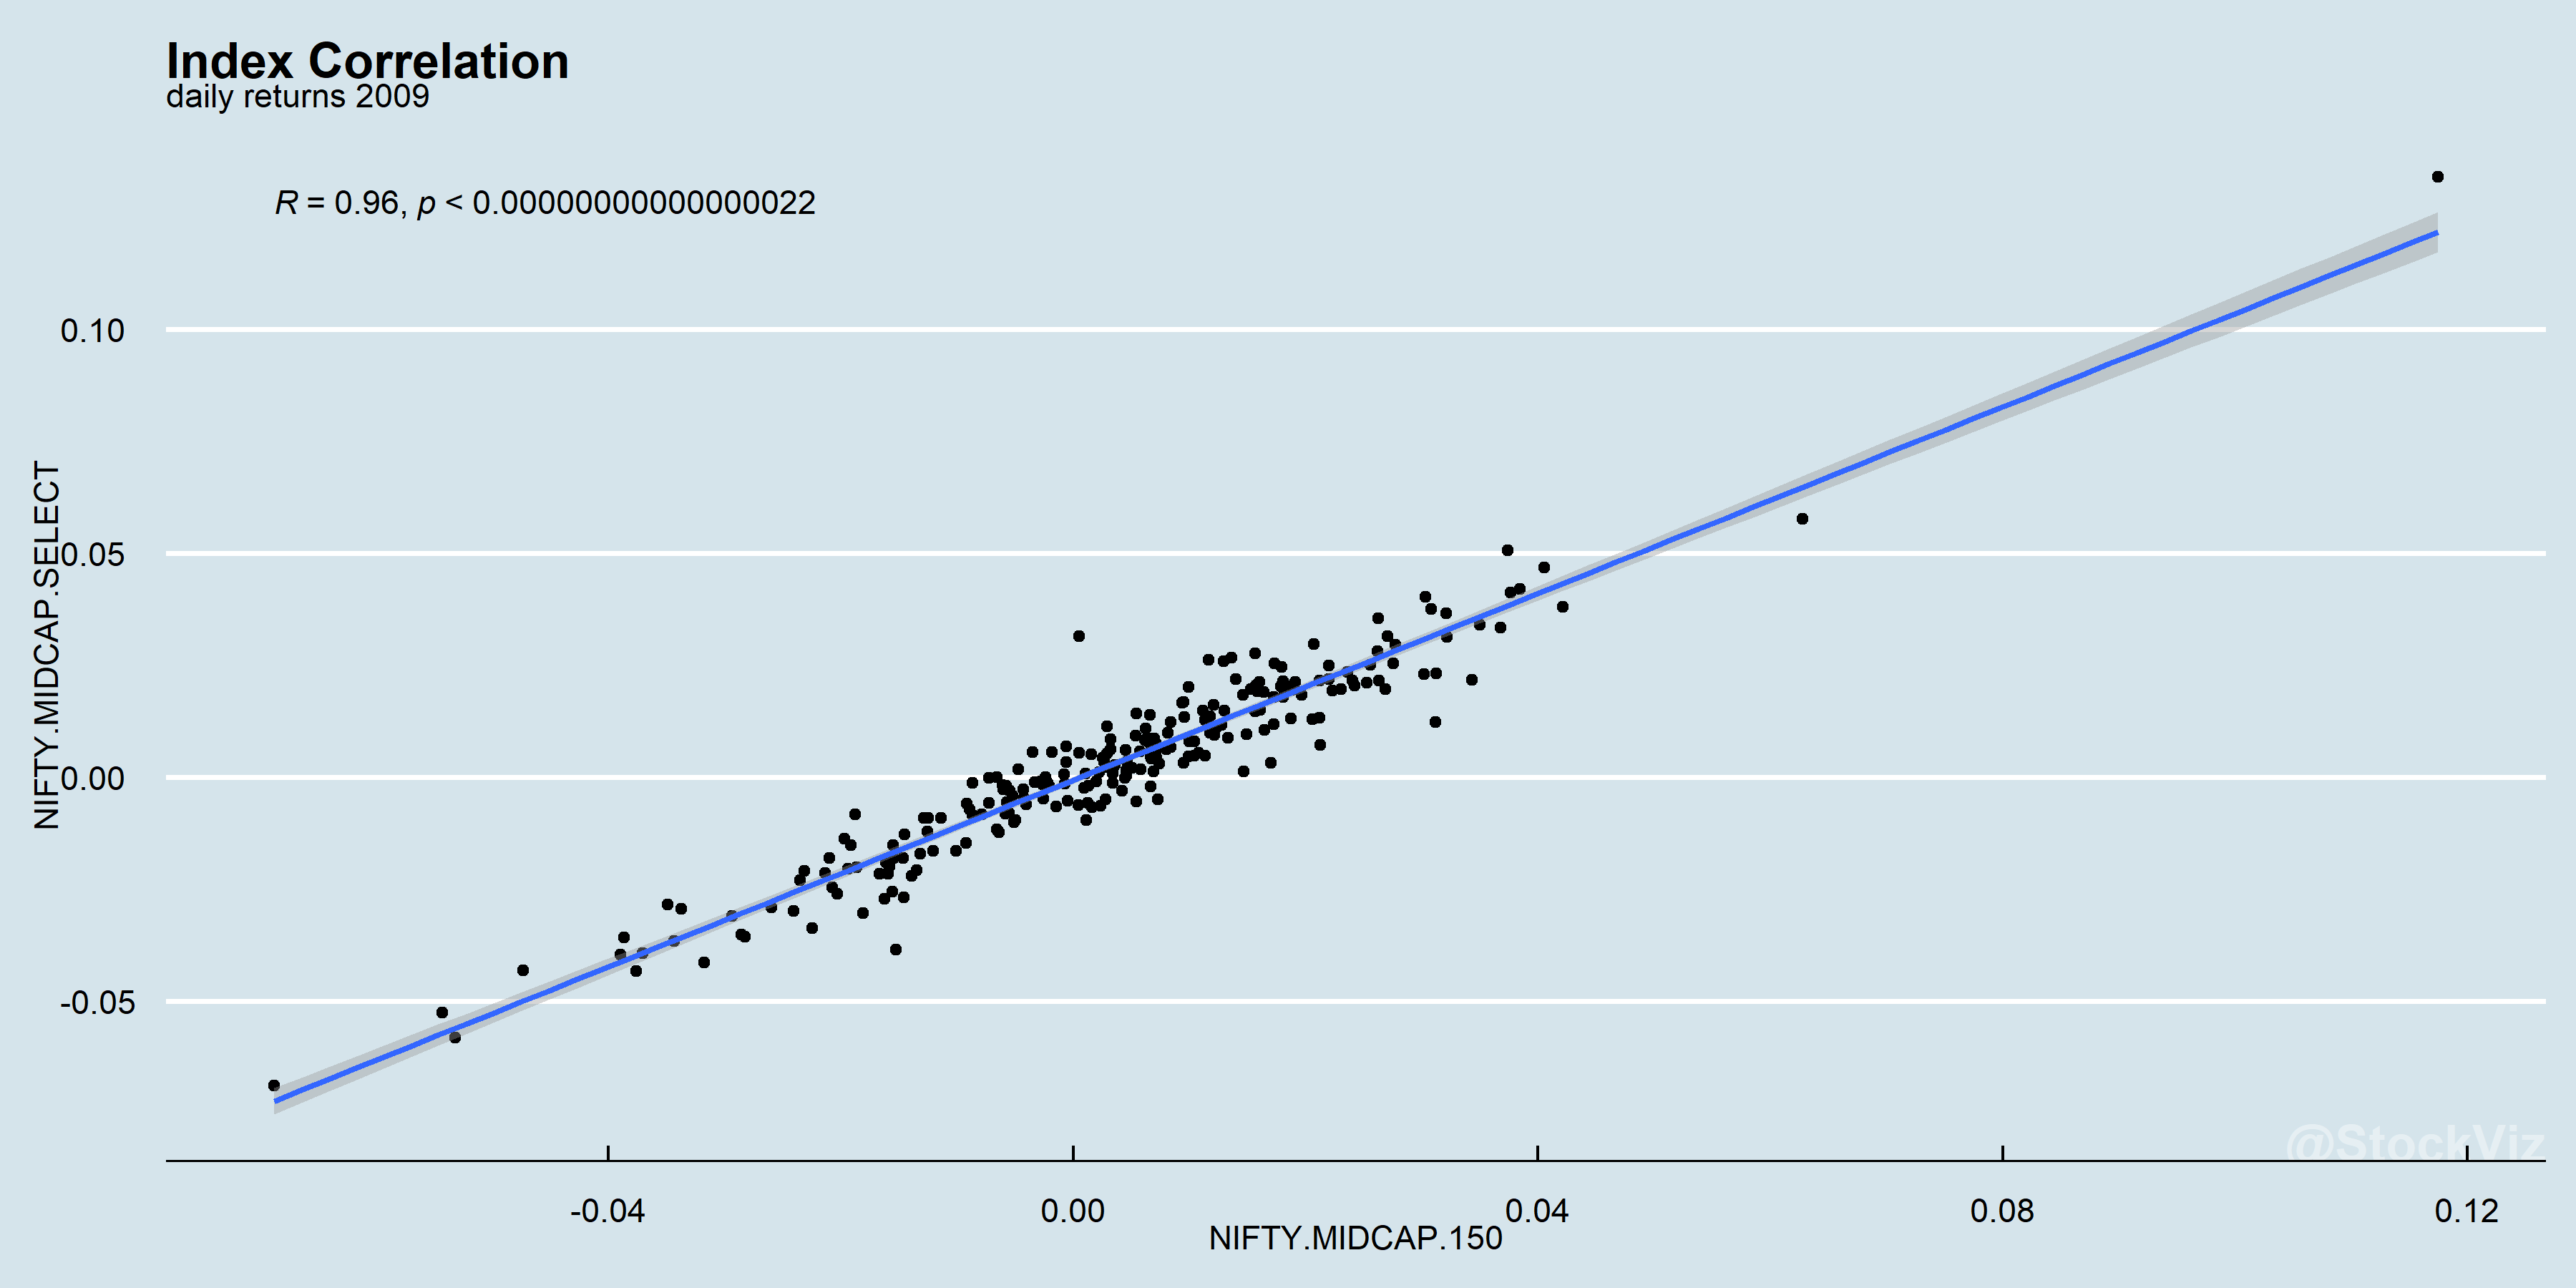 Index Correlation
daily returns 2009
R = 0.96, p < 0.00000000000000022
0.10
0.05
0.00
-0.05
NIFTY.MIDCAP.SELECT
@StockViz
-0.04 0.00 0.04 0.08 0.12
NIFTY.MIDCAP.150